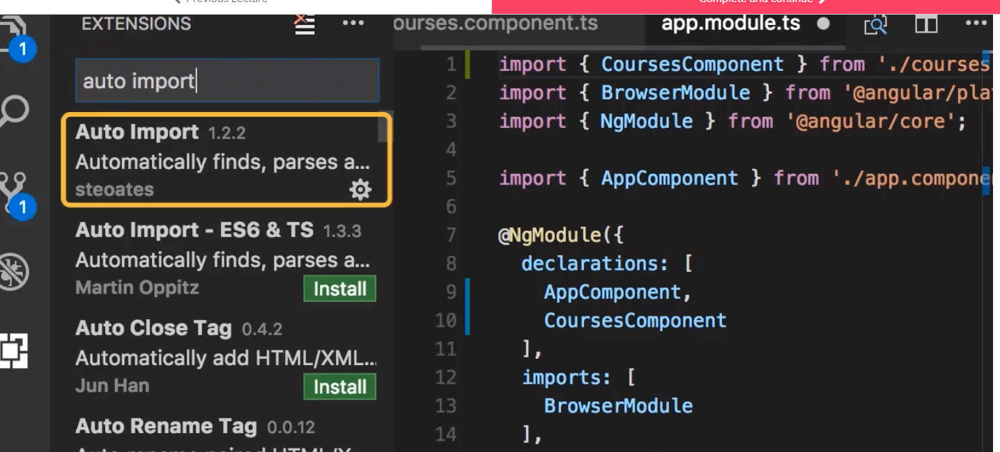 Previous Lecture
Complete and Continue
EXTENSIONS
auto import
Auto Import 1.2.2
Automatically finds, parses a...
steoates
Auto Import - ES6 & TS 1.3.3
Automatically finds, parses a...
Martin Oppitz
Install
Auto Close Tag 0.4.2
Automatically add HTML/XML...
Jun Han
Install
Auto Rename Tag 0.0.12
1
1
ourses.component.ts
app.module.ts
1 import { CoursesComponent } from './courses
2 import { BrowserModule } from '@angular/pla
3 import { NgModule } from '@angular/core';
4
5 import { AppComponent } from './app.compone
6
7 @NgModule({
8 declarations: [
9 AppComponent,
10 CoursesComponent
11 ],
12 imports: [
13 BrowserModule
14 ],